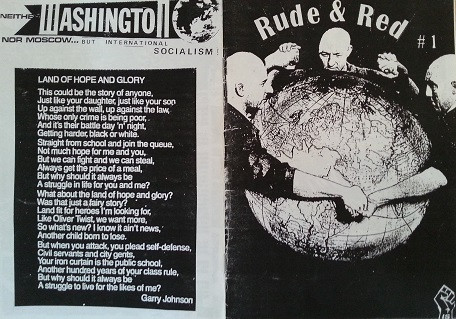 NEITHER WASHINGTON
NOR MOSCOW... BUT INTERNATIONAL
SOCIALISM!
LAND OF HOPE AND GLORY
This could be the story of anyone,
Just like your daughter, just like your son
Up against the wall, up against the law,
Whose only crime is being poor,
And it's their battle day 'n' night,
Getting harder, black or white.
Straight from school and join the queue,
Not much hope for me and you,
But we can fight and we can steal,
Always get the price of a meal,
But why should it always be
A struggle in life for you and me?
What about the land of hope and glory?
Was that just a fairy story?
Land fit for heroes I'm looking for,
Like Oliver Twist, we want more,
So what's new? I know it ain't news,
Another child born to lose.
But when you attack, you plead self-defense,
Civil servants and city gents,
Your iron curtain is the public school,
Another hundred years of your class rule,
But why should it always be
A struggle to live for the likes of me?
Garry Johnson
Rude & Red
#1